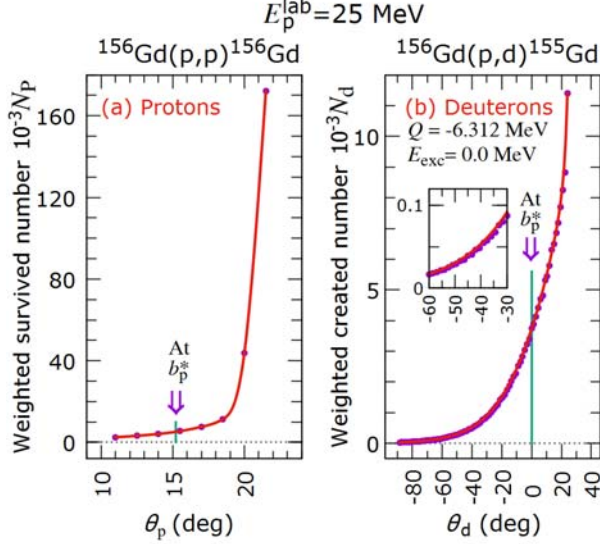 E_p^lab=25 MeV
156Gd(p,p)156Gd
156Gd(p,d)155Gd
Weighted survived number 10^-3 N_P
(a) Protons
160
120
80
40
0
At
b_p*
⇓
10
15
20
θ_p (deg)
Weighted created number 10^-3 N_d
(b) Deuterons
Q = -6.312 MeV
E_exc= 0.0 MeV
At
b_p*
⇓
0.1
0
-60
-50
-40
-30
10
5
0
-80
-60
-40
-20
0
20
40
θ_d (deg)